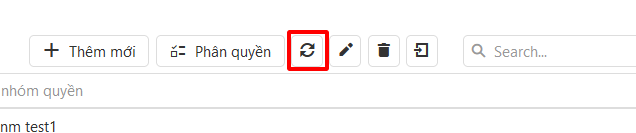 Thêm mới Phân quyền Search...
nhóm quyền
nm test1